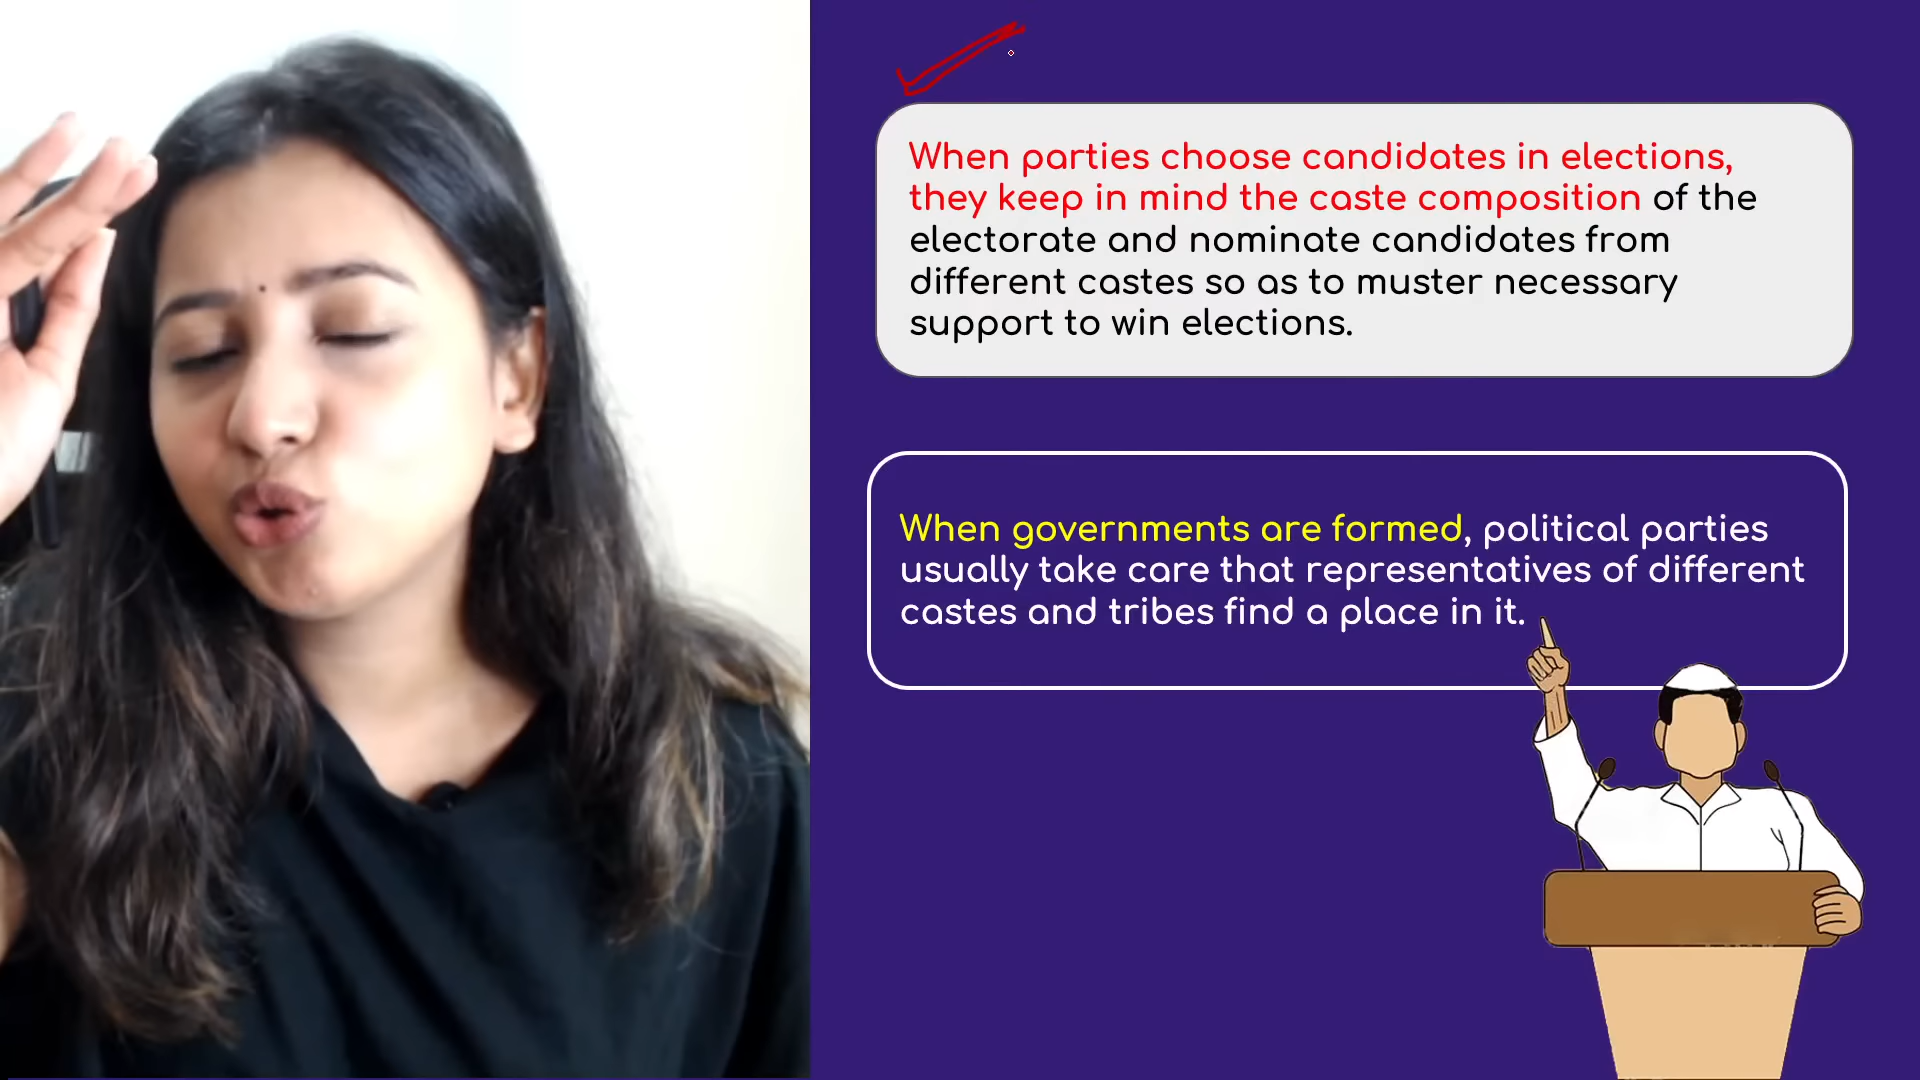 When parties choose candidates in elections,
they keep in mind the caste composition of the
electorate and nominate candidates from
different castes so as to muster necessary
support to win elections.
When governments are formed, political parties
usually take care that representatives of different
castes and tribes find a place in it.